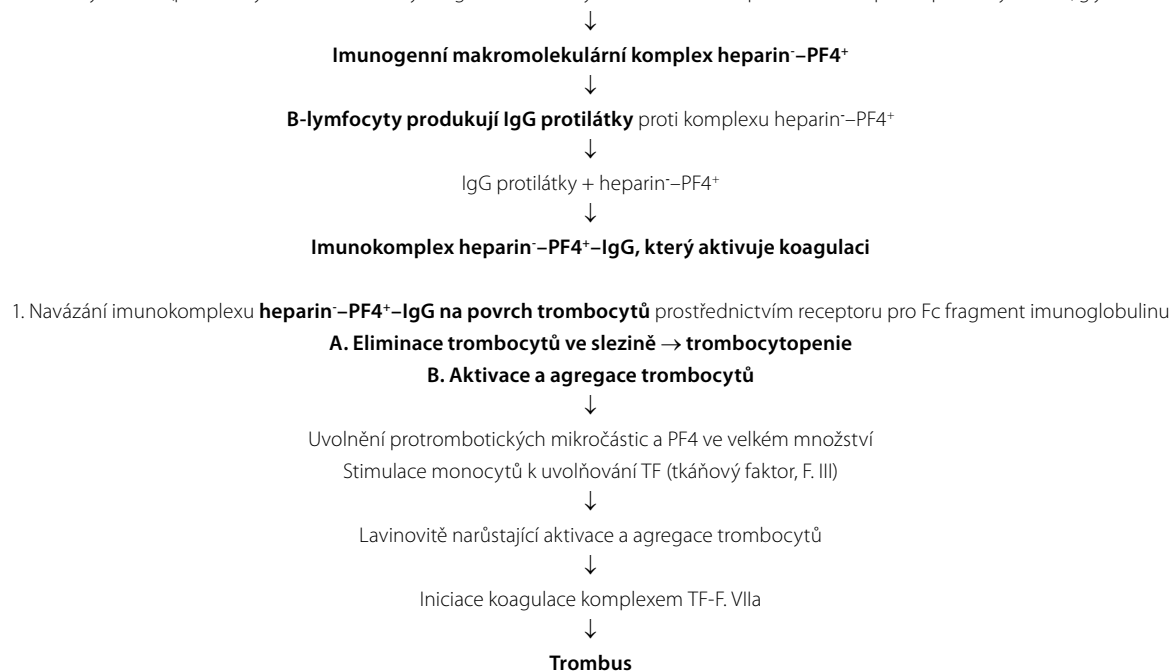 ↓
Imunogenní makromolekulární komplex heparin⁻–PF4⁺
↓
B-lymfocyty produkují IgG protilátky proti komplexu heparin⁻–PF4⁺
↓
IgG protilátky + heparin⁻–PF4⁺
↓
Imunokomplex heparin⁻–PF4⁺–IgG, který aktivuje koagulaci
1. Navázání imunokomplexu heparin⁻–PF4⁺–IgG na povrch trombocytů prostřednictvím receptoru pro Fc fragment imunoglobulinu
A. Eliminace trombocytů ve slezině → trombocytopenie
B. Aktivace a agregace trombocytů
↓
Uvolnění protrombotických mikročástic a PF4 ve velkém množství
Stimulace monocytů k uvolňování TF (tkáňový faktor, F. III)
↓
Lavinovitě narůstající aktivace a agregace trombocytů
↓
Iniciace koagulace komplexem TF-F. VIIa
↓
Trombus